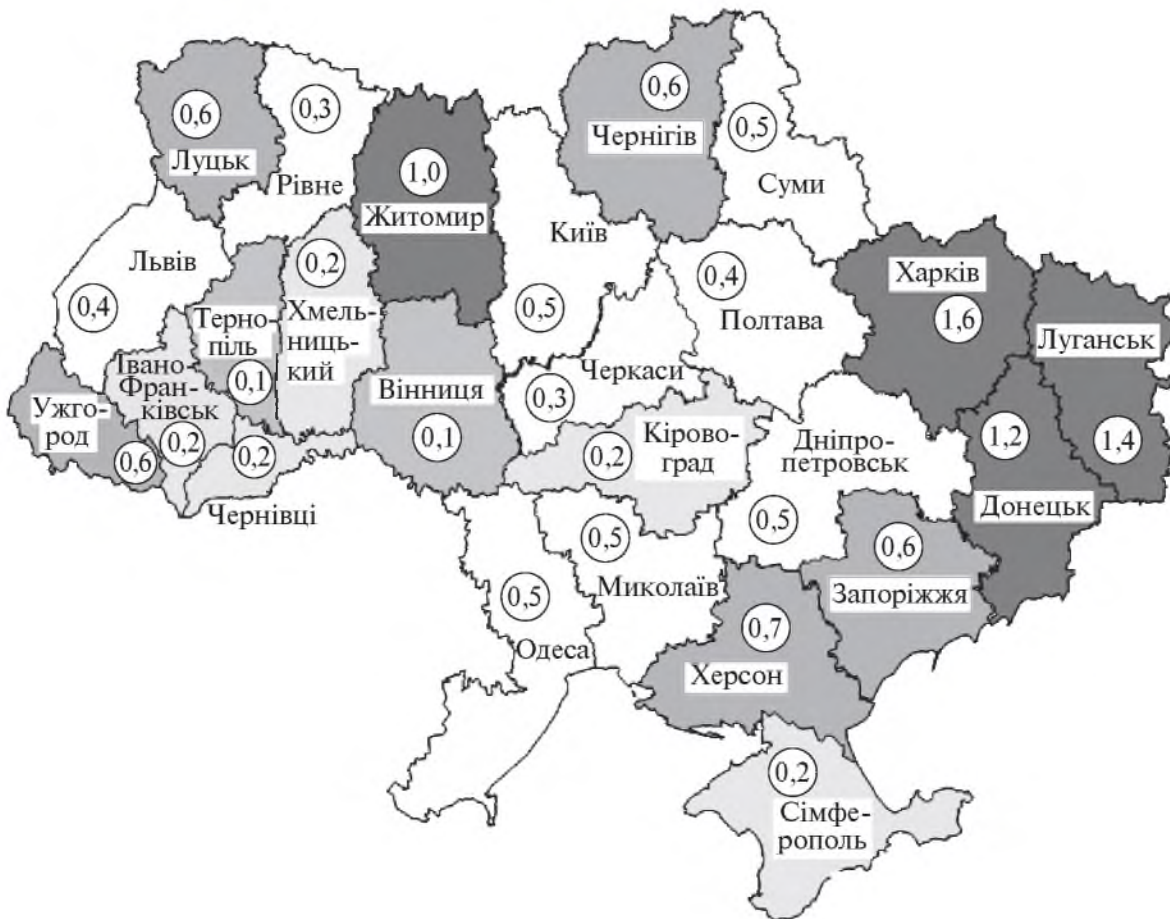 0,6
Луцьк
0,3
Рівне
1,0
Житомир
Київ
0,5
0,6
Чернігів
0,5
Суми
Львів
0,4
Терно-
піль
0,1
0,2
Хмель-
ниць-
кий
Вінниця
0,1
Черкаси
0,3
0,4
Полтава
Харків
1,6
Луганськ
1,4
Івано-
Фран-
ківськ
0,2
Ужго-
род
0,6
0,2
Чернівці
Кірово-
град
0,2
Дніпро-
петровськ
0,5
1,2
Донецьк
0,5
Миколаїв
0,5
Одеса
0,6
Запоріжжя
0,7
Херсон
0,2
Сімфе-
рополь